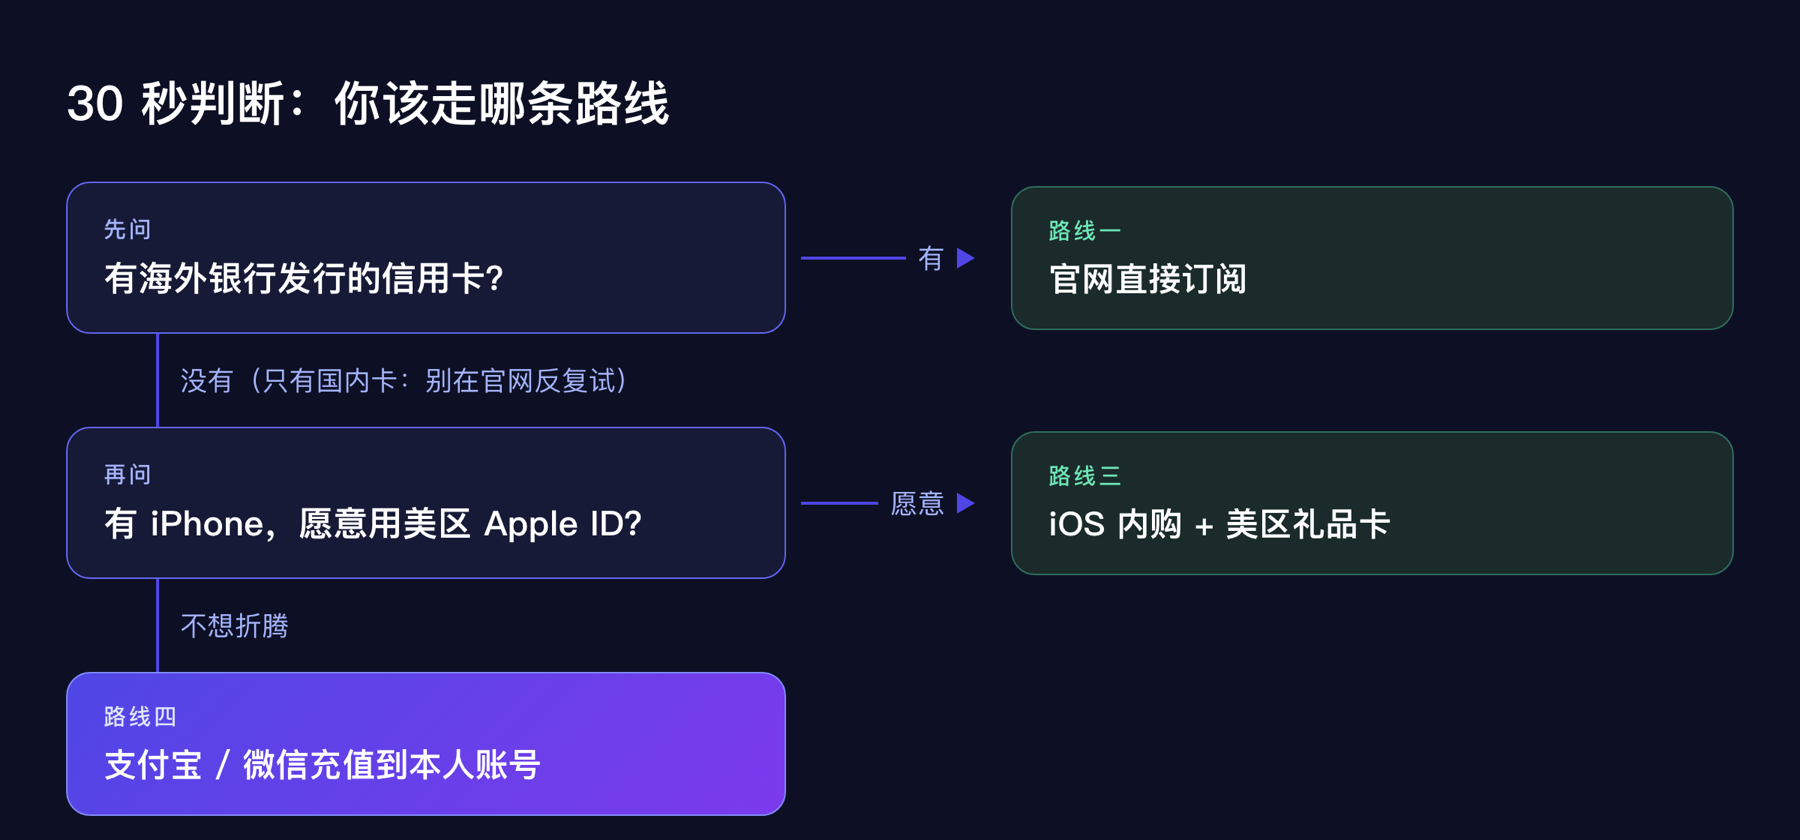 30 秒判断：你该走哪条路线
先问
有海外银行发行的信用卡？
有
路线一
官网直接订阅
没有（只有国内卡：别在官网反复试）
再问
有 iPhone，愿意用美区 Apple ID？
愿意
路线三
iOS 内购 + 美区礼品卡
不想折腾
路线四
支付宝 / 微信充值到本人账号